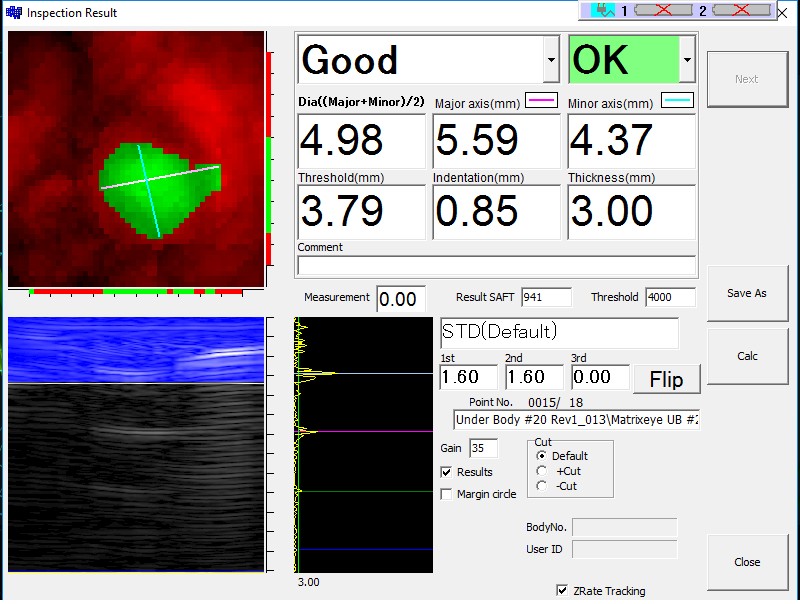 Inspection Result
1 2
Good OK
Dia((Major+Minor)/2) Major axis(mm) Minor axis(mm)
4.98 5.59 4.37
Threshold(mm) Indentation(mm) Thickness(mm)
3.79 0.85 3.00
Comment
Next
Measurement 0.00 Result SAFT 941 Threshold 4000
Save As
STD(Default)
1st 2nd 3rd
1.60 1.60 0.00 Flip
Calc
Point No. 0015/ 18
Under Body #20 Rev1_013\Matrixeye UB #2
Gain 35
Cut
Default
+Cut
-Cut
Results
Margin circle
BodyNo.
User ID
Close
3.00
ZRate Tracking